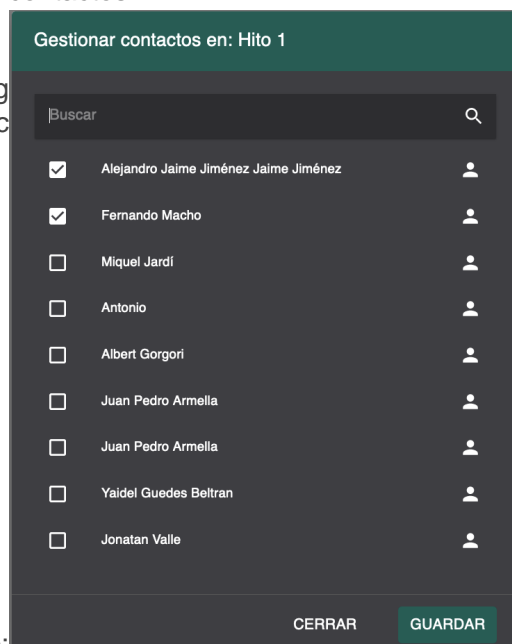 Gestionar contactos en: Hito 1
Buscar
Alejandro Jaime Jiménez Jaime Jiménez
Fernando Macho
Miquel Jardí
Antonio
Albert Gorgori
Juan Pedro Armella
Juan Pedro Armella
Yaidel Guedes Beltran
Jonatan Valle
CERRAR GUARDAR